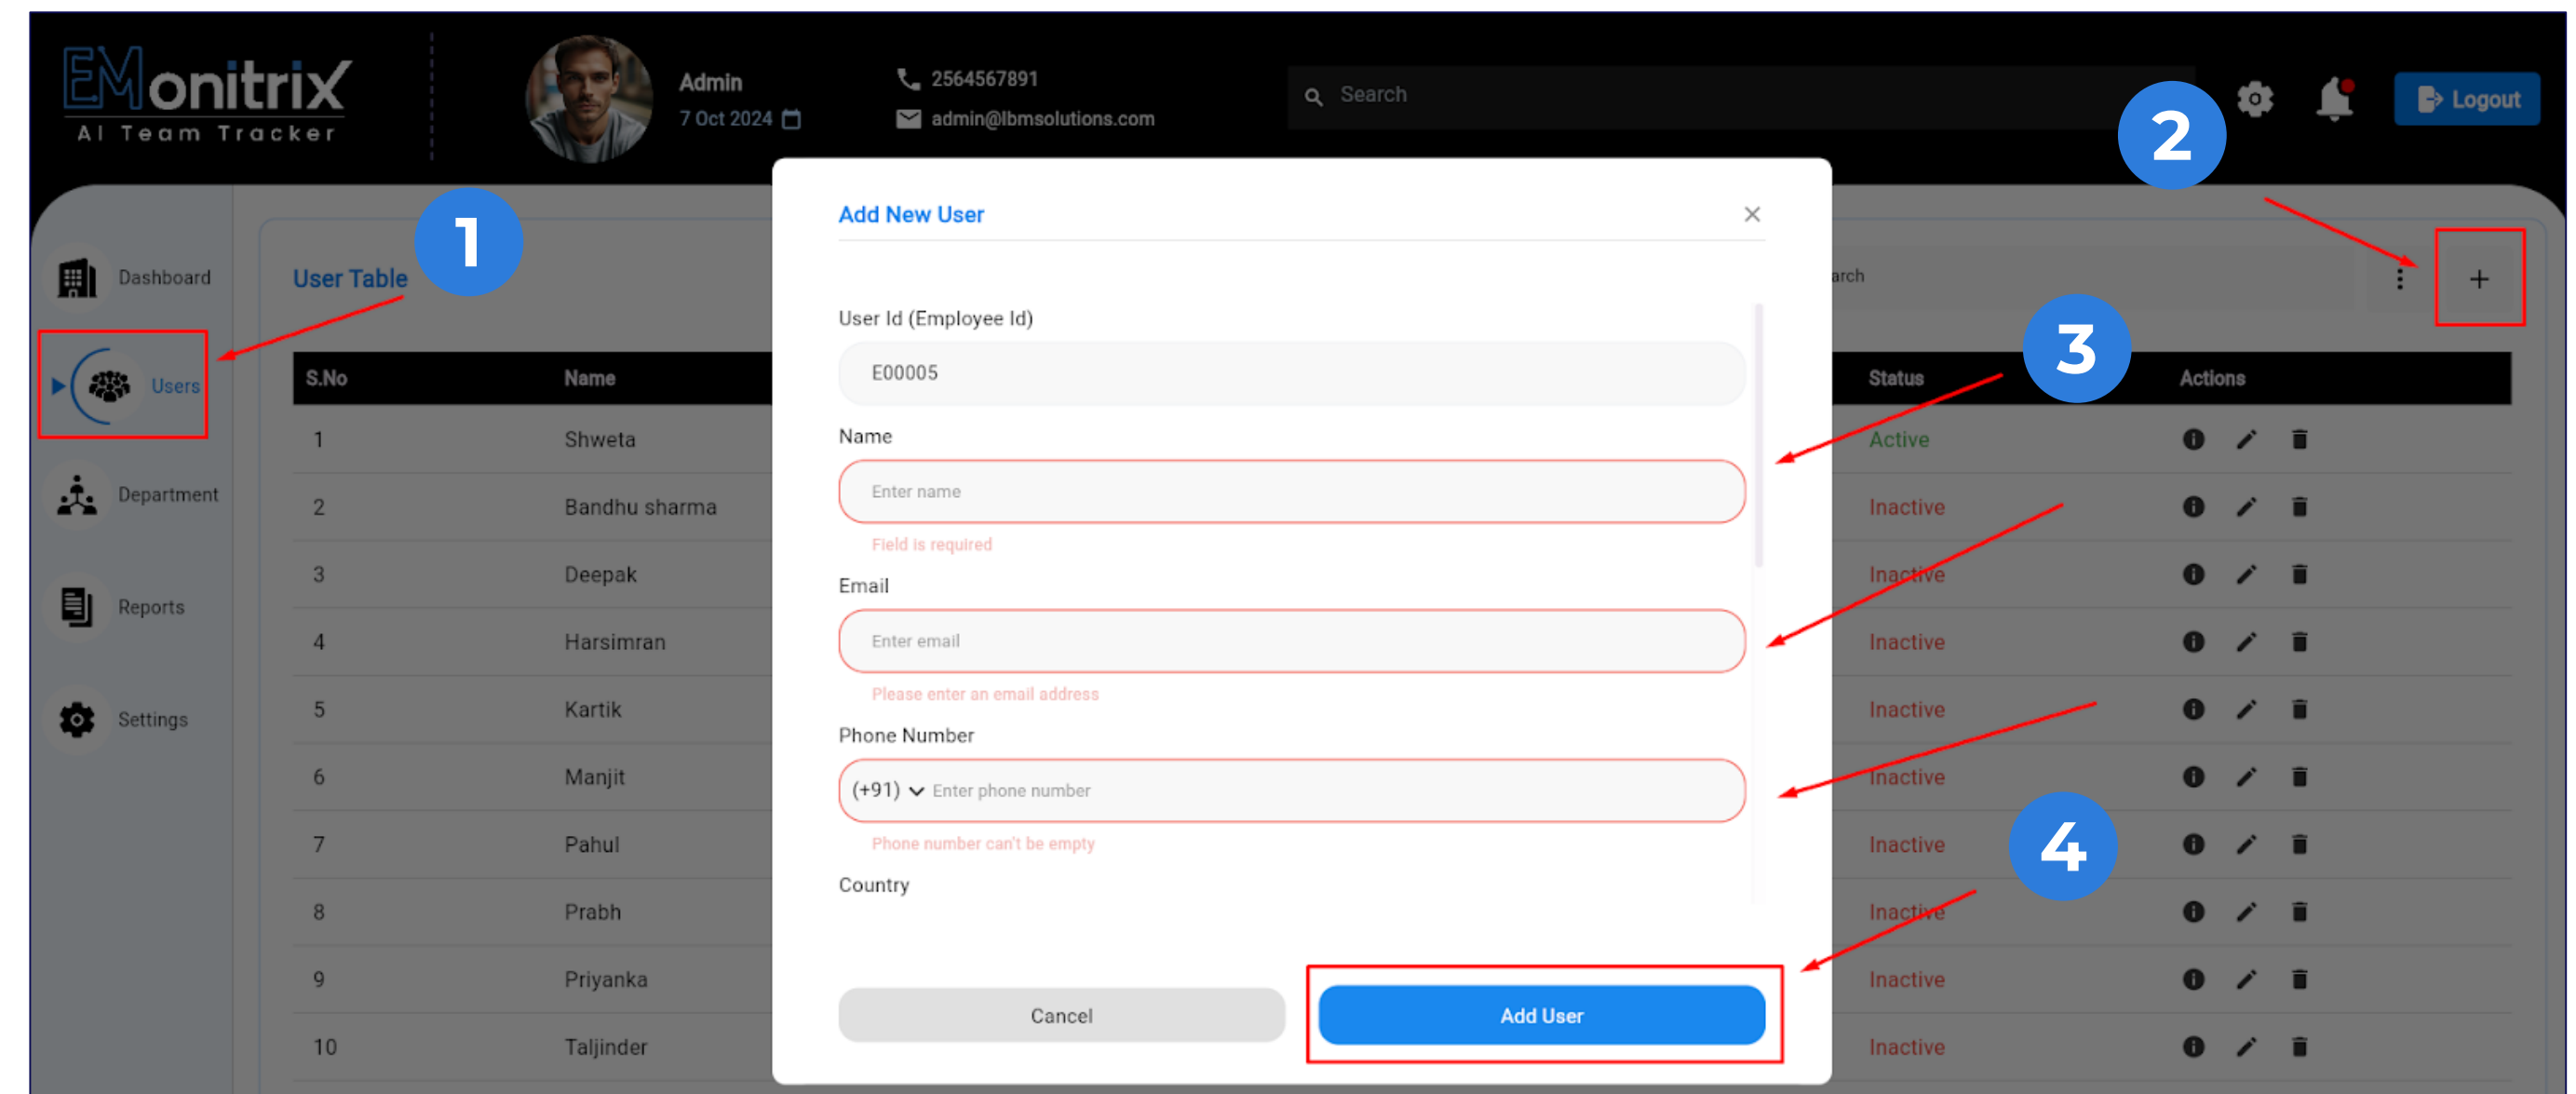 EMonitrix
AI Team Tracker
Admin
7 Oct 2024
2564567891
admin@lbmsolutions.com
Search
Logout
1
2
3
4
Dashboard
Users
Department
Reports
Settings
User Table
arch
S.No Name Status Actions
1 Shweta Active
2 Bandhu sharma Inactive
3 Deepak Inactive
4 Harsimran Inactive
5 Kartik Inactive
6 Manjit Inactive
7 Pahul Inactive
8 Prabh Inactive
9 Priyanka Inactive
10 Taljinder Inactive
Add New User
User Id (Employee Id)
E00005
Name
Enter name
Field is required
Email
Enter email
Please enter an email address
Phone Number
(+91) Enter phone number
Phone number can't be empty
Country
Cancel
Add User